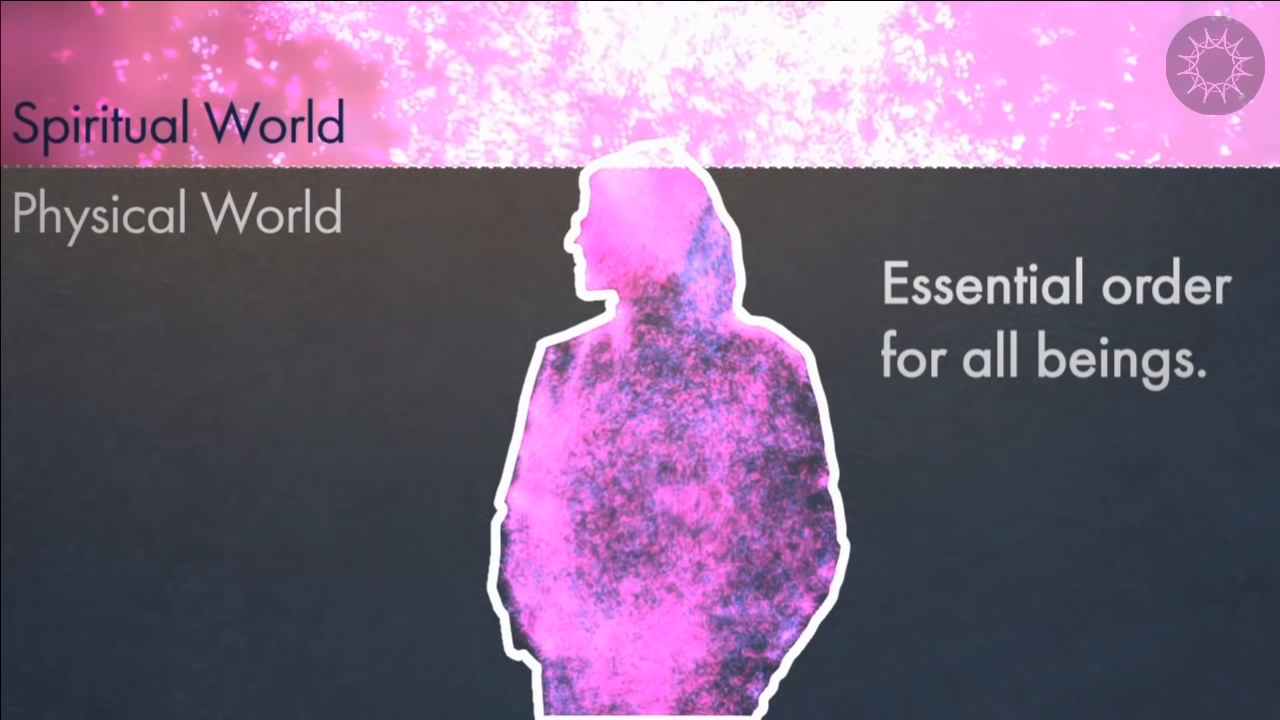 Spiritual World
Physical World
Essential order
for all beings.